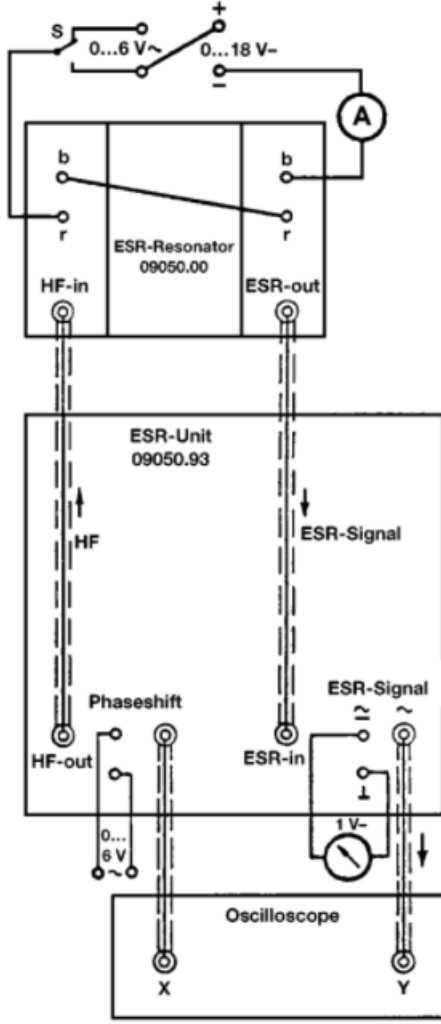 S
+
0...6 V~
0...18 V–
–
A
b
b
r
r
ESR-Resonator
09050.00
HF-in
ESR-out
ESR-Unit
09050.93
HF
ESR-Signal
Phaseshift
ESR-Signal
~
HF-out
ESR-in
⊥
0...
6 V
~
1 V–
Oscilloscope
X
Y